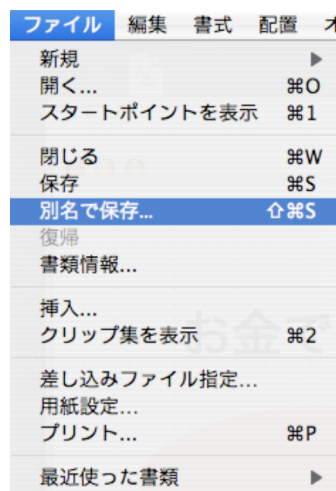 ファイル 編集 書式 配置
新規 ▶
開く... ⌘O
スタートポイントを表示 ⌘1
閉じる ⌘W
保存 ⌘S
別名で保存... ⇧⌘S
復帰
書類情報...
挿入...
クリップ集を表示 ⌘2
差し込みファイル指定...
用紙設定...
プリント... ⌘P
最近使った書類 ▶
お金で